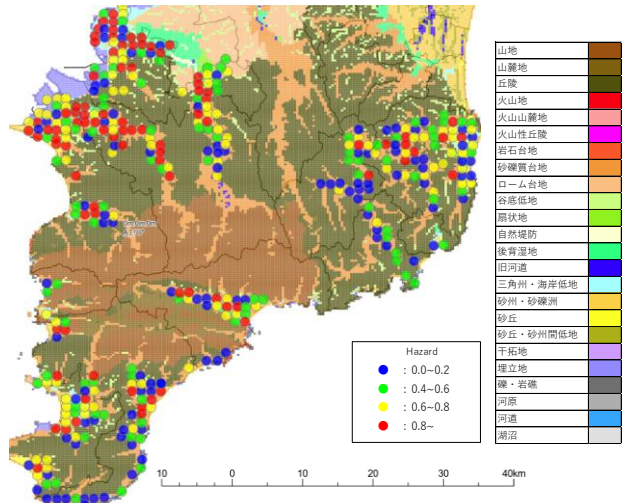 山地
山麓地
丘陵
火山地
火山山麓地
火山性丘陵
岩石台地
砂礫質台地
ローム台地
谷底低地
扇状地
自然堤防
後背湿地
旧河道
三角州・海岸低地
砂州・砂礫洲
砂丘
砂丘・砂州間低地
干拓地
埋立地
礫・岩礁
河原
河道
湖沼
Hazard
: 0.0~0.2
: 0.4~0.6
: 0.6~0.8
: 0.8~
10 0 10 20 30 40km